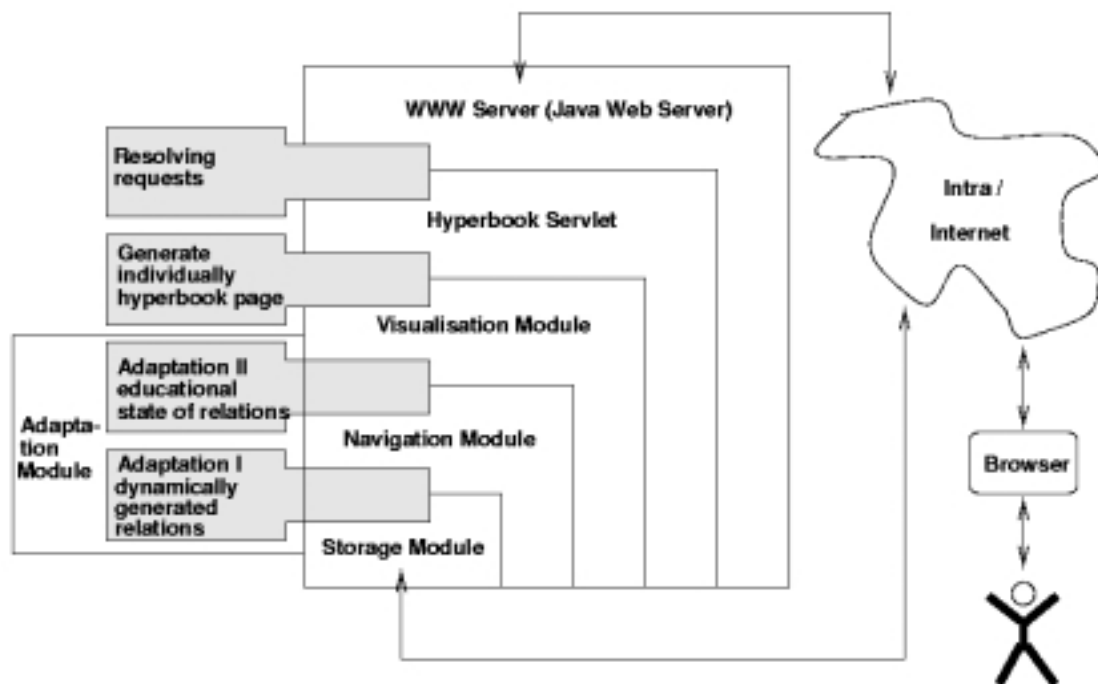 WWW Server (Java Web Server)
Resolving
requests
Hyperbook Servlet
Generate
individually
hyperbook page
Visualisation Module
Adaptation II
educational
state of relations
Navigation Module
Adapta-
tion
Module
Adaptation I
dynamically
generated
relations
Storage Module
Intra /
Internet
Browser